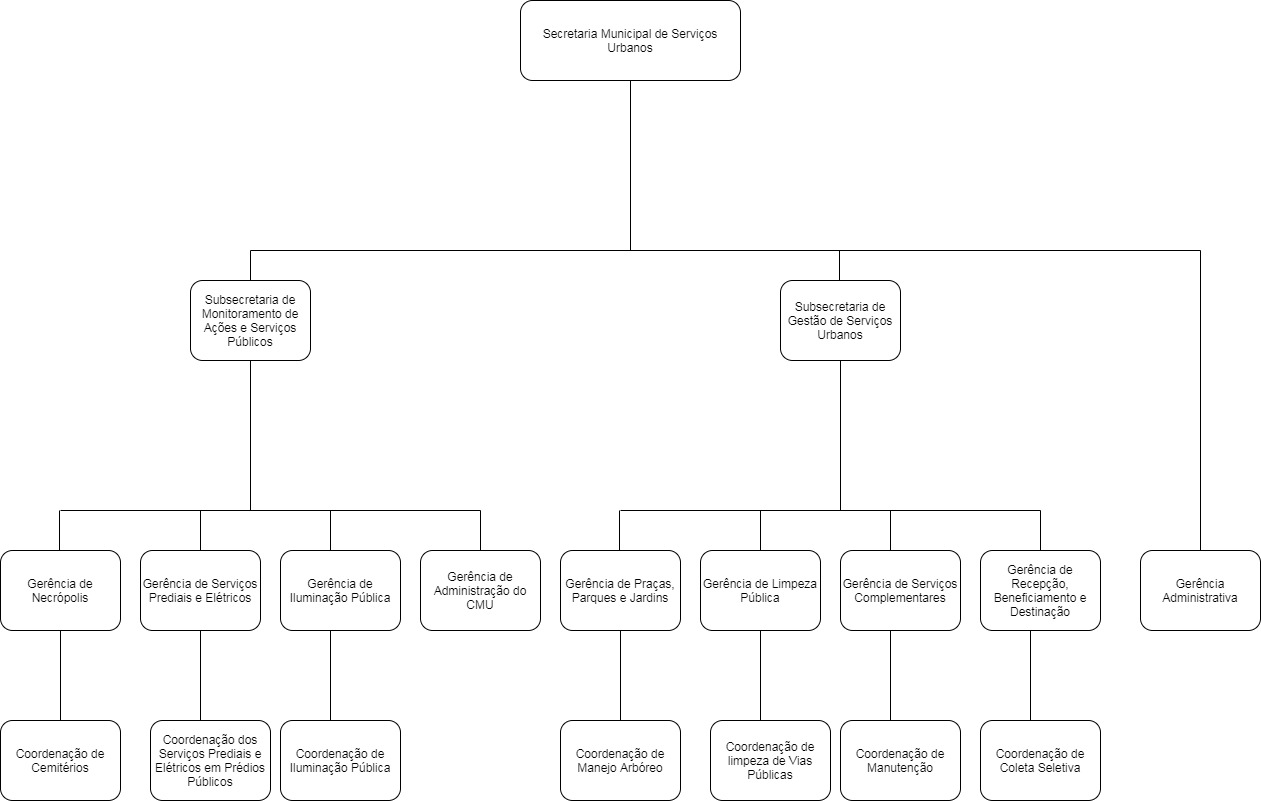 Secretaria Municipal de Serviços
Urbanos
Subsecretaria de
Monitoramento de
Ações e Serviços
Públicos
Subsecretaria de
Gestão de Serviços
Urbanos
Gerência de
Necrópolis
Gerência de Serviços
Prediais e Elétricos
Gerência de
Iluminação Pública
Gerência de
Administração do
CMU
Gerência de Praças,
Parques e Jardins
Gerência de Limpeza
Pública
Gerência de Serviços
Complementares
Gerência de
Recepção,
Beneficiamento e
Destinação
Gerência
Administrativa
Coordenação de
Cemitérios
Coordenação dos
Serviços Prediais e
Elétricos em Prédios
Públicos
Coordenação de
Iluminação Pública
Coordenação de
Manejo Arbóreo
Coordenação de
limpeza de Vias
Públicas
Coordenação de
Manutenção
Coordenação de
Coleta Seletiva